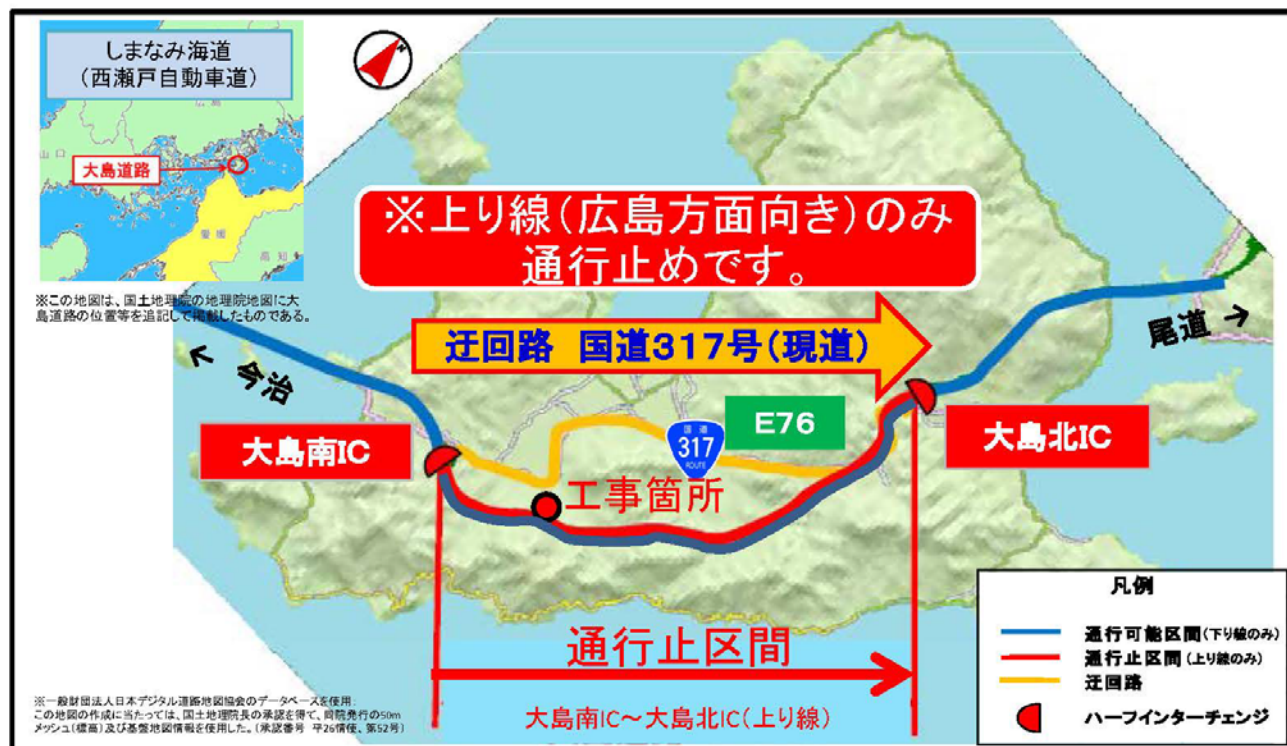 しまなみ海道
(西瀬戸自動車道)
広島
山口
大島道路
愛媛
高知
※この地図は、国土地理院の地理院地図に大
島道路の位置等を追記して掲載したものである。
N
※上り線(広島方面向き)のみ
通行止めです。
迂回路 国道317号(現道)
← 今治
尾道 →
大島南IC
国道
317
ROUTE
E76
大島北IC
工事箇所
通行止区間
大島南IC～大島北IC(上り線)
凡例
通行可能区間(下り線のみ)
通行止区間(上り線のみ)
迂回路
ハーフインターチェンジ
※一般財団法人日本デジタル道路地図協会のデータベースを使用:
この地図の作成に当たっては、国土地理院長の承認を得て、同院発行の50m
メッシュ(標高)及び基盤地図情報を使用した。(承認番号 平26情使、第52号)